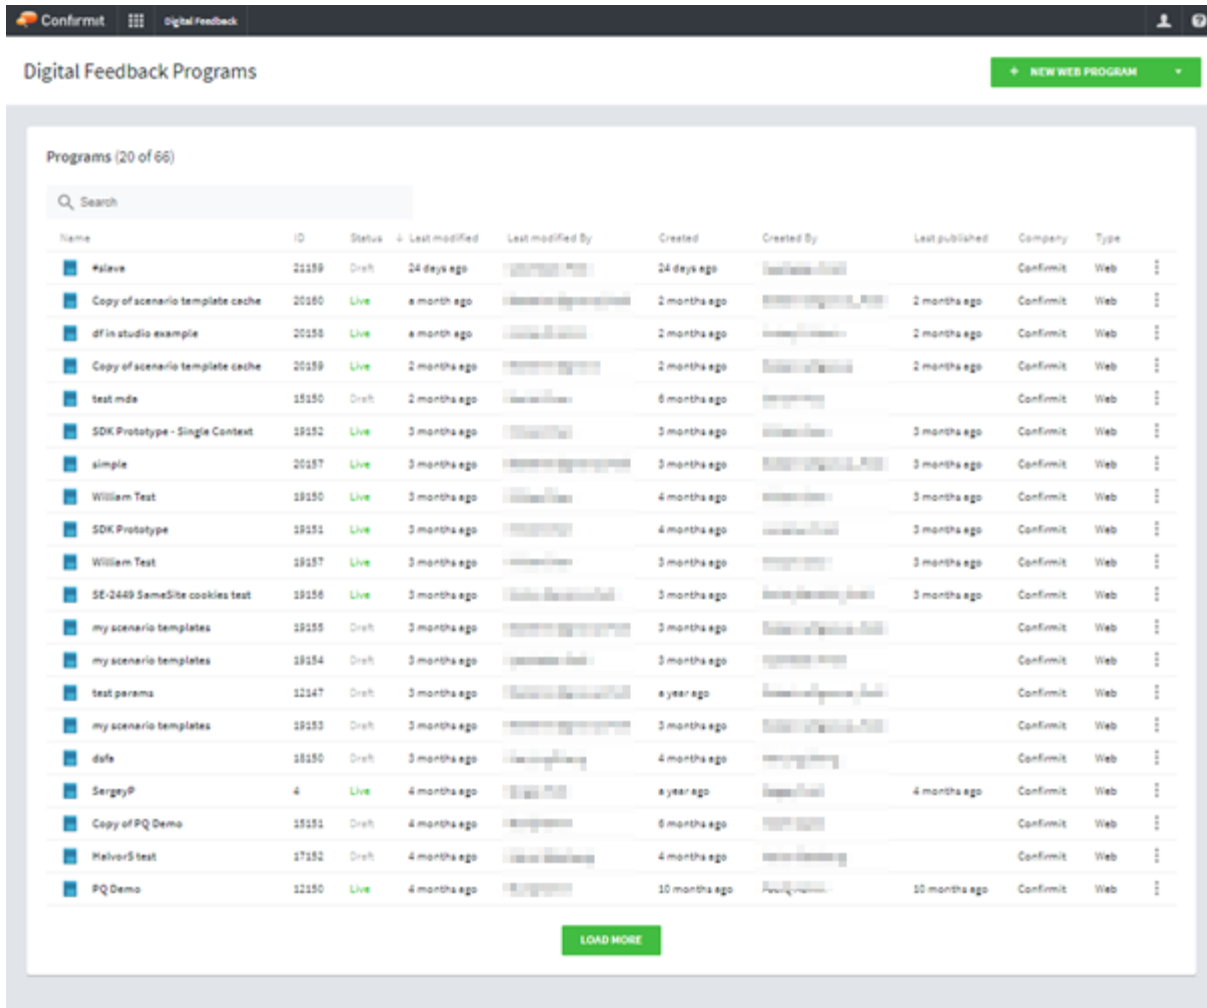 Confirmit Digital Feedback
Digital Feedback Programs
+ NEW WEB PROGRAM
Programs (20 of 66)
Search
Name ID Status ↓ Last modified Last modified By Created Created By Last published Company Type
#slave 21159 Draft 24 days ago 24 days ago Confirmit Web
Copy of scenario template cache 20160 Live a month ago 2 months ago 2 months ago Confirmit Web
df in studio example 20158 Live a month ago 2 months ago 2 months ago Confirmit Web
Copy of scenario template cache 20159 Live 2 months ago 2 months ago 2 months ago Confirmit Web
test mda 15150 Draft 2 months ago 6 months ago Confirmit Web
SDK Prototype - Single Context 19152 Live 3 months ago 3 months ago 3 months ago Confirmit Web
simple 20157 Live 3 months ago 3 months ago 3 months ago Confirmit Web
William Test 19150 Live 3 months ago 4 months ago 3 months ago Confirmit Web
SDK Prototype 19151 Live 3 months ago 4 months ago 3 months ago Confirmit Web
William Test 19157 Live 3 months ago 3 months ago 3 months ago Confirmit Web
SE-2449 SameSite cookies test 19156 Live 3 months ago 3 months ago 3 months ago Confirmit Web
my scenario templates 19155 Draft 3 months ago 3 months ago Confirmit Web
my scenario templates 19154 Draft 3 months ago 3 months ago Confirmit Web
test params 12147 Draft 3 months ago a year ago Confirmit Web
my scenario templates 19153 Draft 3 months ago 3 months ago Confirmit Web
dsfa 18150 Draft 3 months ago 4 months ago Confirmit Web
SergeyP 4 Live 4 months ago a year ago 4 months ago Confirmit Web
Copy of PQ Demo 15151 Draft 4 months ago 6 months ago Confirmit Web
HalvorS test 17152 Draft 4 months ago 4 months ago Confirmit Web
PQ Demo 12150 Live 4 months ago 10 months ago 10 months ago Confirmit Web
LOAD MORE